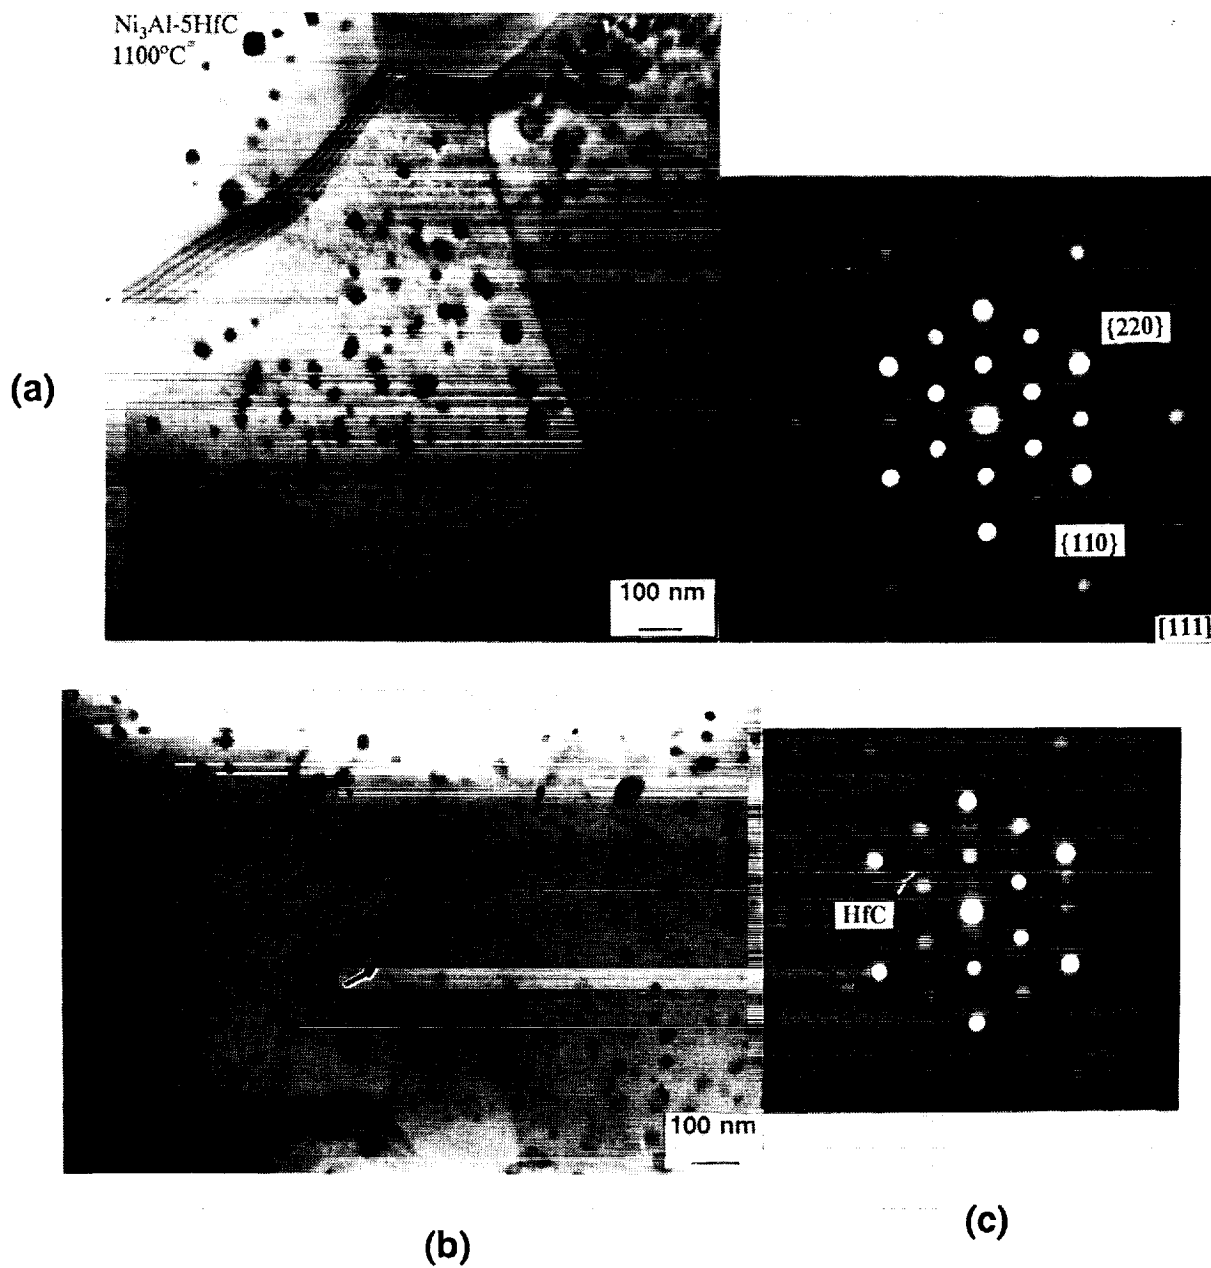 Ni₃Al-5HfC
1100°C
{220}
(a)
{110}
100 nm
[111]
HfC
100 nm
(c)
(b)